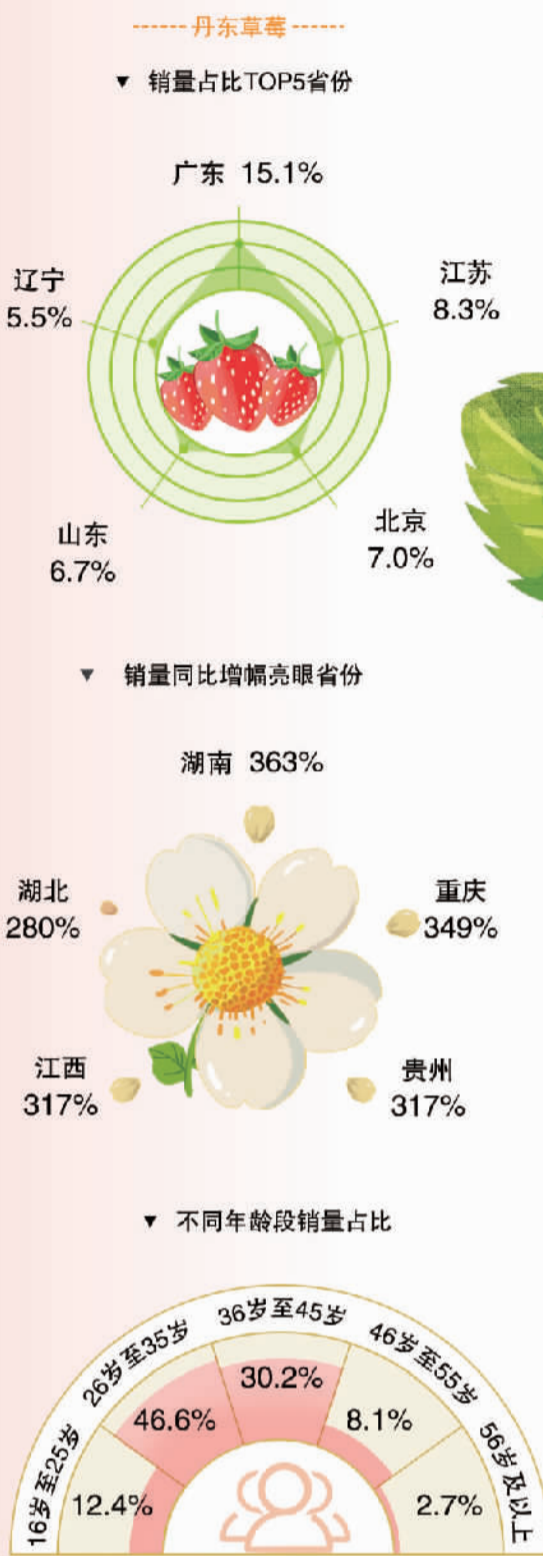 丹东草莓
▼ 销量占比TOP5省份
广东 15.1%
辽宁
5.5%
江苏
8.3%
山东
6.7%
北京
7.0%
▼ 销量同比增幅亮眼省份
湖南 363%
湖北
280%
重庆
349%
江西
317%
贵州
317%
▼ 不同年龄段销量占比
16岁至25岁
12.4%
26岁至35岁
46.6%
36岁至45岁
30.2%
46岁至55岁
8.1%
56岁及以上
2.7%